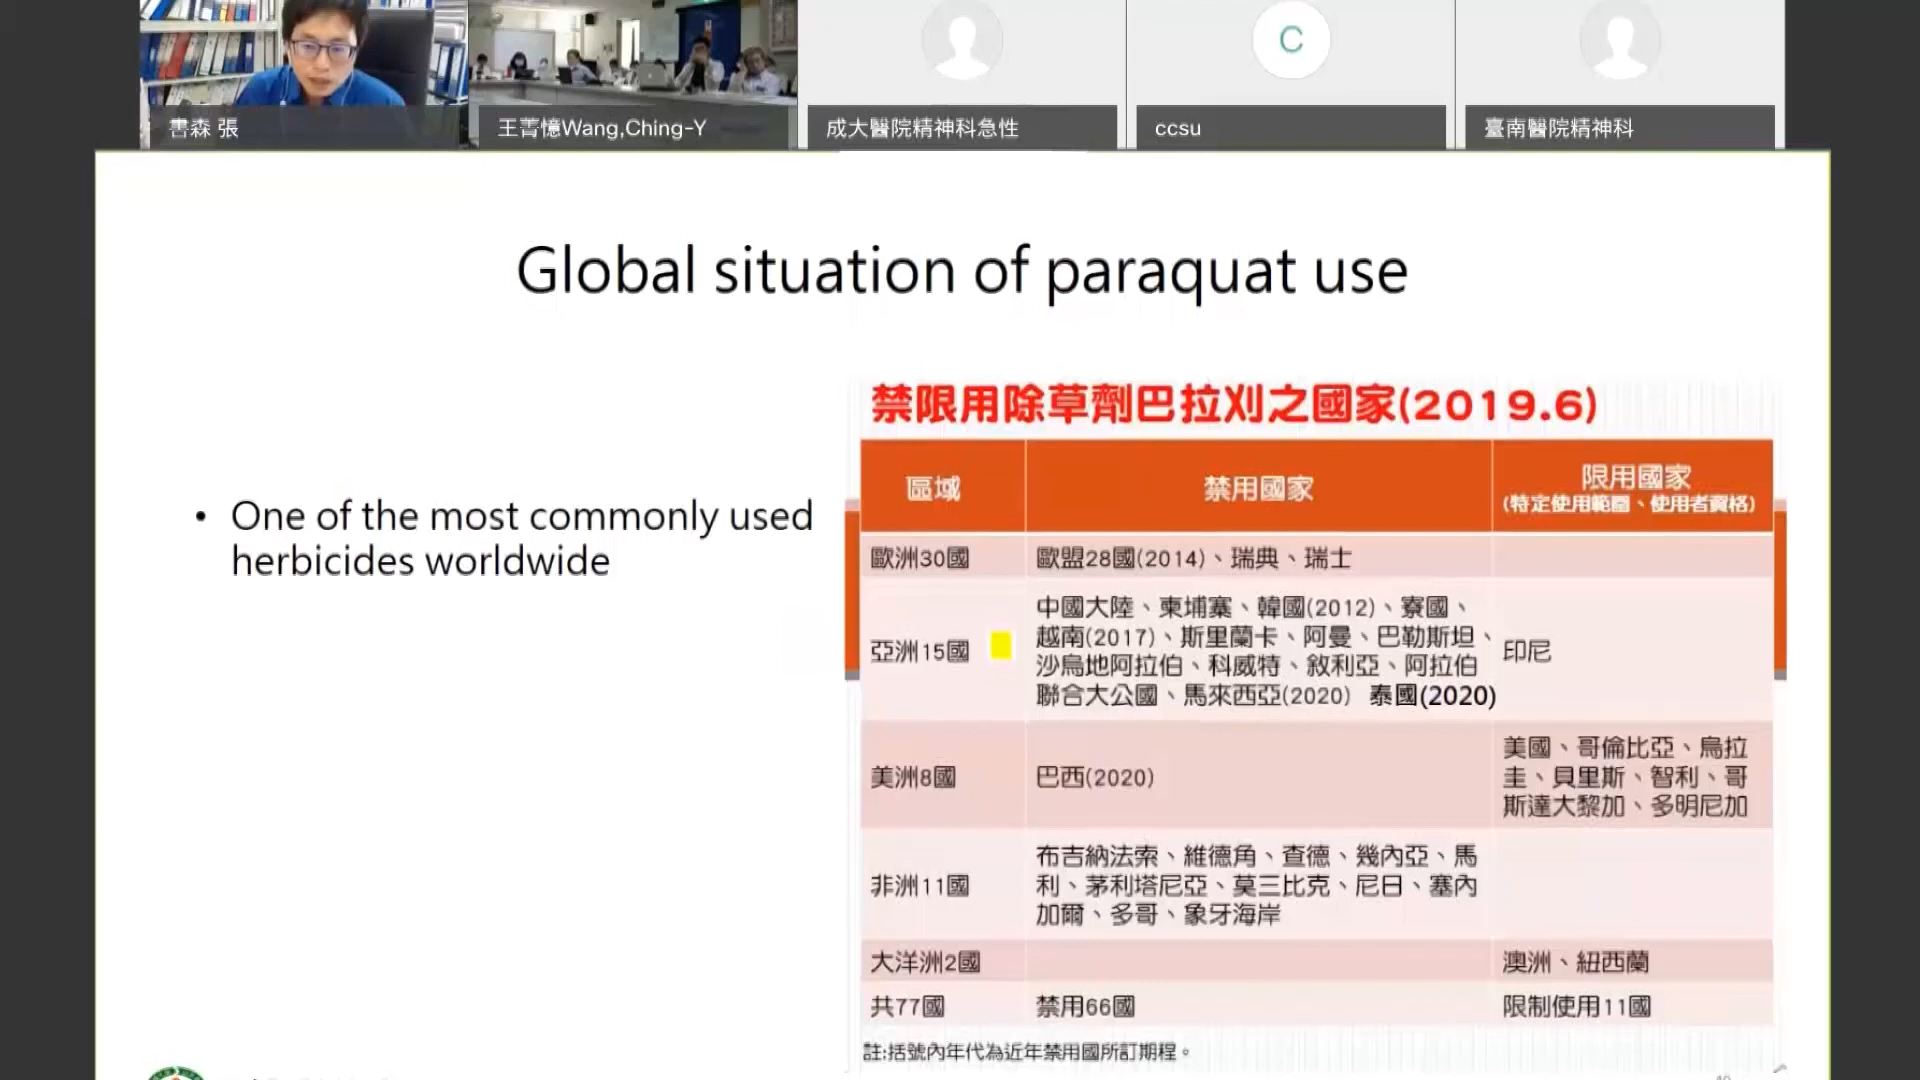 書森 張
王菁憶Wang,Ching-Y
成大醫院精神科急性
C
ccsu
臺南醫院精神科
Global situation of paraquat use
• One of the most commonly used
herbicides worldwide
禁限用除草劑巴拉刈之國家(2019.6)
區域
禁用國家
限用國家
(特定使用範圍、使用者資格)
歐洲30國
歐盟28國(2014)、瑞典、瑞士
亞洲15國
中國大陸、柬埔寨、韓國(2012)、寮國、
越南(2017)、斯里蘭卡、阿曼、巴勒斯坦、
沙烏地阿拉伯、科威特、敘利亞、阿拉伯
聯合大公國、馬來西亞(2020) 泰國(2020)
印尼
美洲8國
巴西(2020)
美國、哥倫比亞、烏拉
圭、貝里斯、智利、哥
斯達大黎加、多明尼加
非洲11國
布吉納法索、維德角、查德、幾內亞、馬
利、茅利塔尼亞、莫三比克、尼日、塞內
加爾、多哥、象牙海岸
大洋洲2國
澳洲、紐西蘭
共77國
禁用66國
限制使用11國
註:括號內年代為近年禁用國所訂期程。